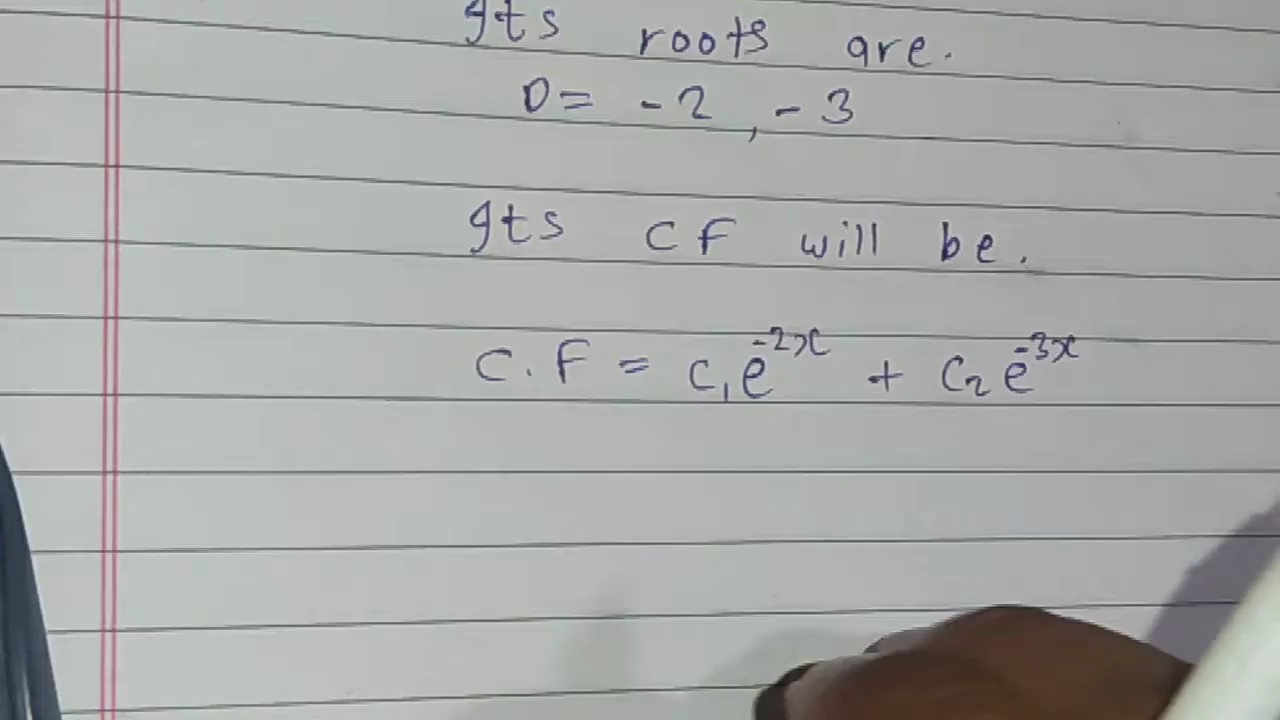 Its roots are.
D = -2, -3
Its CF will be.
C.F = C₁e⁻²ˣ + C₂e⁻³ˣ